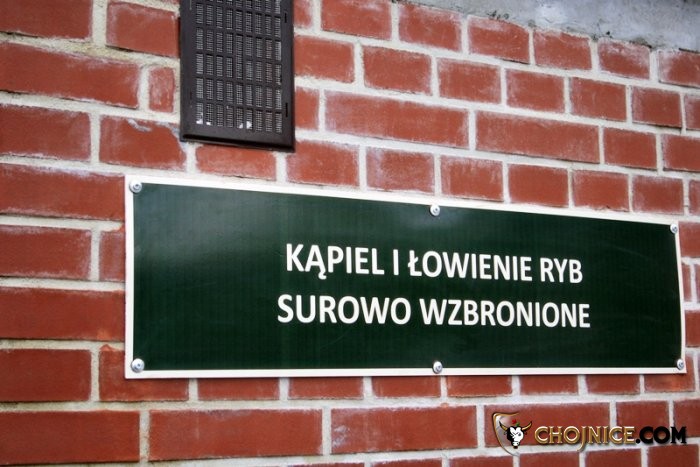 KĄPIEL I ŁOWIENIE RYB
SUROWO WZBRONIONE
CHOJNICE.COM